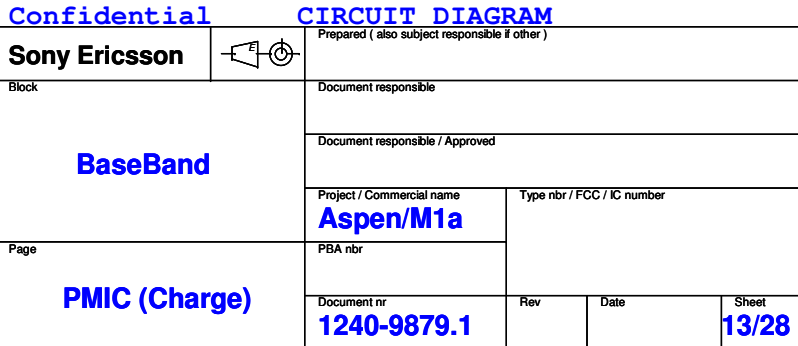 Confidential CIRCUIT DIAGRAM
Sony Ericsson
E
Prepared ( also subject responsible if other )
Block
BaseBand
Document responsible
Document responsible / Approved
Project / Commercial name
Aspen/M1a
Type nbr / FCC / IC number
Page
PMIC (Charge)
PBA nbr
Document nr
1240-9879.1
Rev
Date
Sheet
13/28